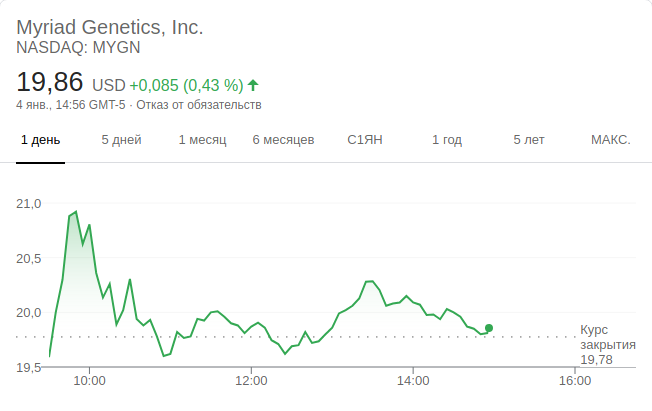 Myriad Genetics, Inc.
NASDAQ: MYGN
19,86 USD +0,085 (0,43 %)
4 янв., 14:56 GMT-5 · Отказ от обязательств
1 день 5 дней 1 месяц 6 месяцев С1ЯН 1 год 5 лет МАКС.
21,0
20,5
20,0
19,5
Курс
закрытия
19,78
10:00 12:00 14:00 16:00